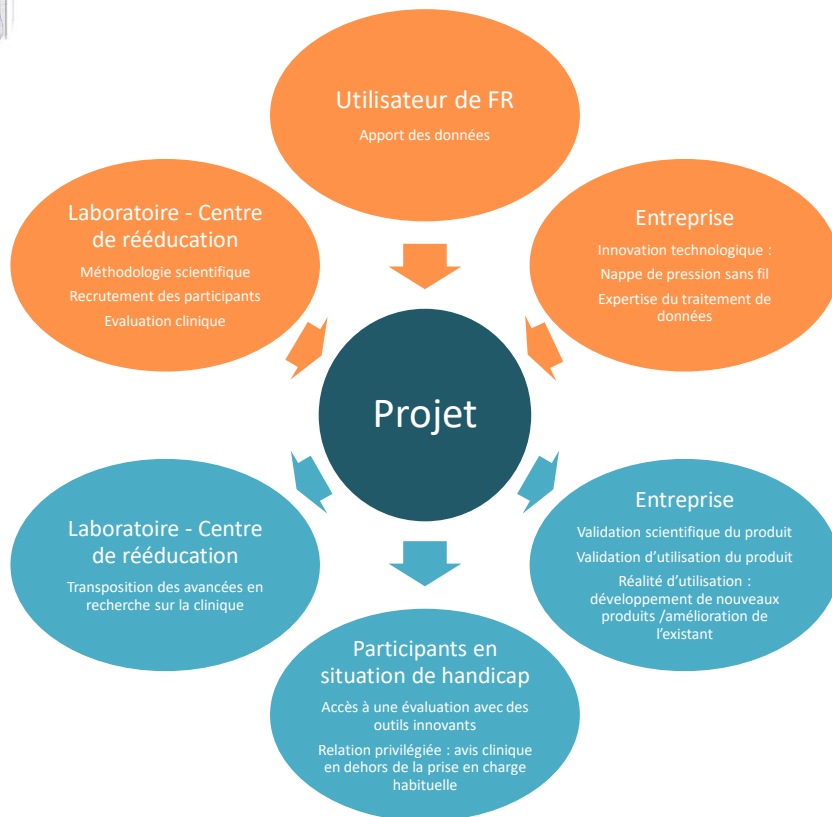 Utilisateur de FR
Apport des données
Laboratoire - Centre
de rééducation
Méthodologie scientifique
Recrutement des participants
Evaluation clinique
Entreprise
Innovation technologique :
Nappe de pression sans fil
Expertise du traitement de
données
Projet
Laboratoire - Centre
de rééducation
Transposition des avancées en
recherche sur la clinique
Entreprise
Validation scientifique du produit
Validation d’utilisation du produit
Réalité d’utilisation :
développement de nouveaux
produits /amélioration de
l’existant
Participants en
situation de handicap
Accès à une évaluation avec des
outils innovants
Relation privilégiée : avis clinique
en dehors de la prise en charge
habituelle